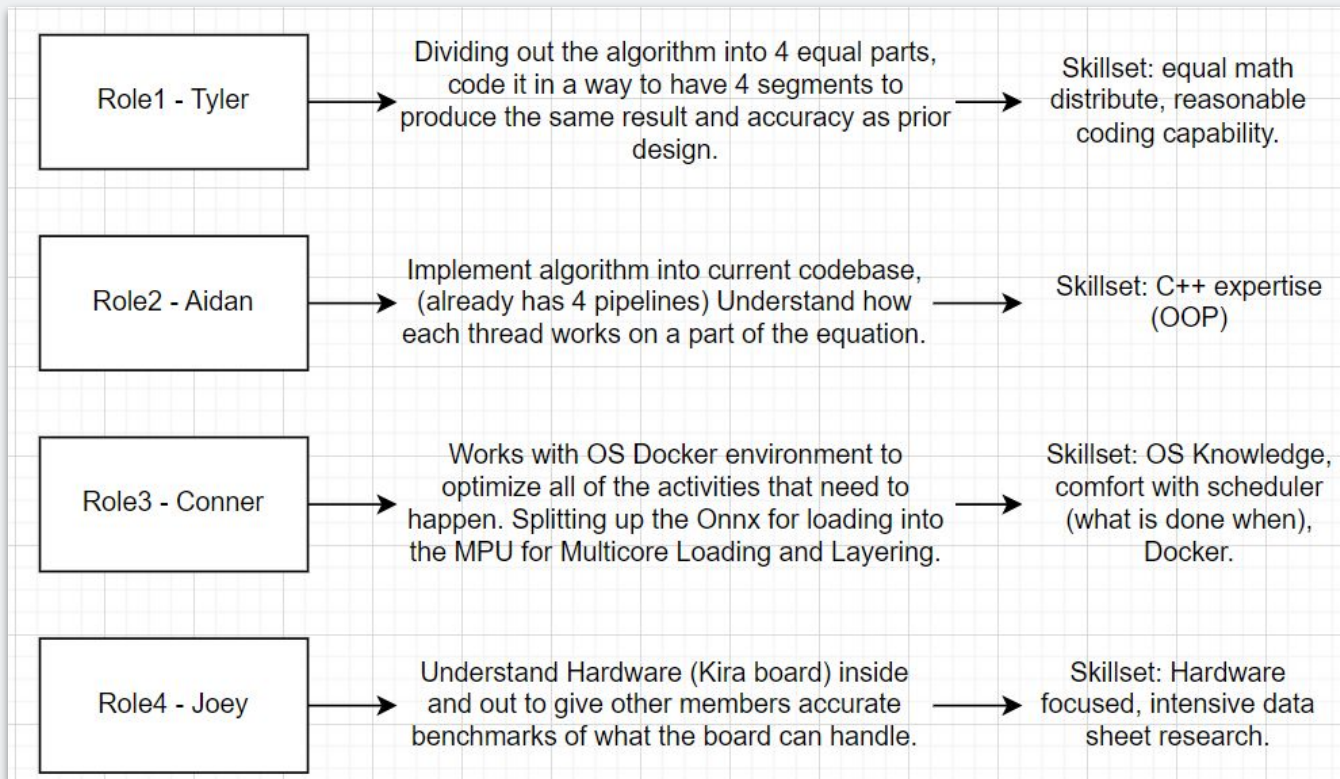 Role1 - Tyler
Dividing out the algorithm into 4 equal parts,
code it in a way to have 4 segments to
produce the same result and accuracy as prior
design.
Skillset: equal math
distribute, reasonable
coding capability.
Role2 - Aidan
Implement algorithm into current codebase,
(already has 4 pipelines) Understand how
each thread works on a part of the equation.
Skillset: C++ expertise
(OOP)
Role3 - Conner
Works with OS Docker environment to
optimize all of the activities that need to
happen. Splitting up the Onnx for loading into
the MPU for Multicore Loading and Layering.
Skillset: OS Knowledge,
comfort with scheduler
(what is done when),
Docker.
Role4 - Joey
Understand Hardware (Kira board) inside
and out to give other members accurate
benchmarks of what the board can handle.
Skillset: Hardware
focused, intensive data
sheet research.